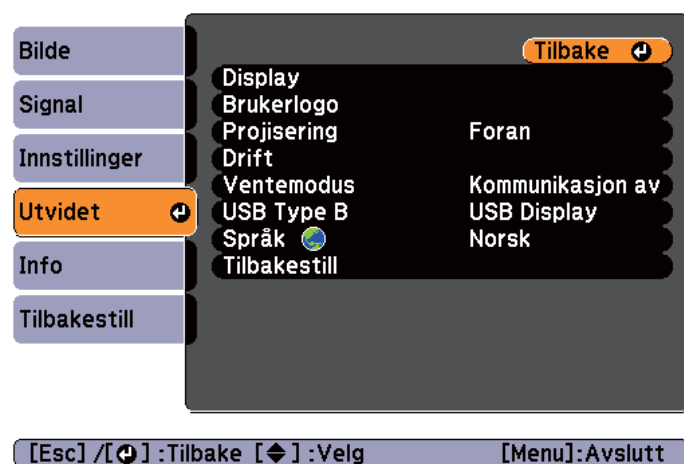 Bilde
Signal
Innstillinger
Utvidet
Info
Tilbakestill
Tilbake
Display
Brukerlogo
Projisering Foran
Drift
Ventemodus Kommunikasjon av
USB Type B USB Display
Språk Norsk
Tilbakestill
[Esc] /[ ] :Tilbake [ ] :Velg [Menu]:Avslutt